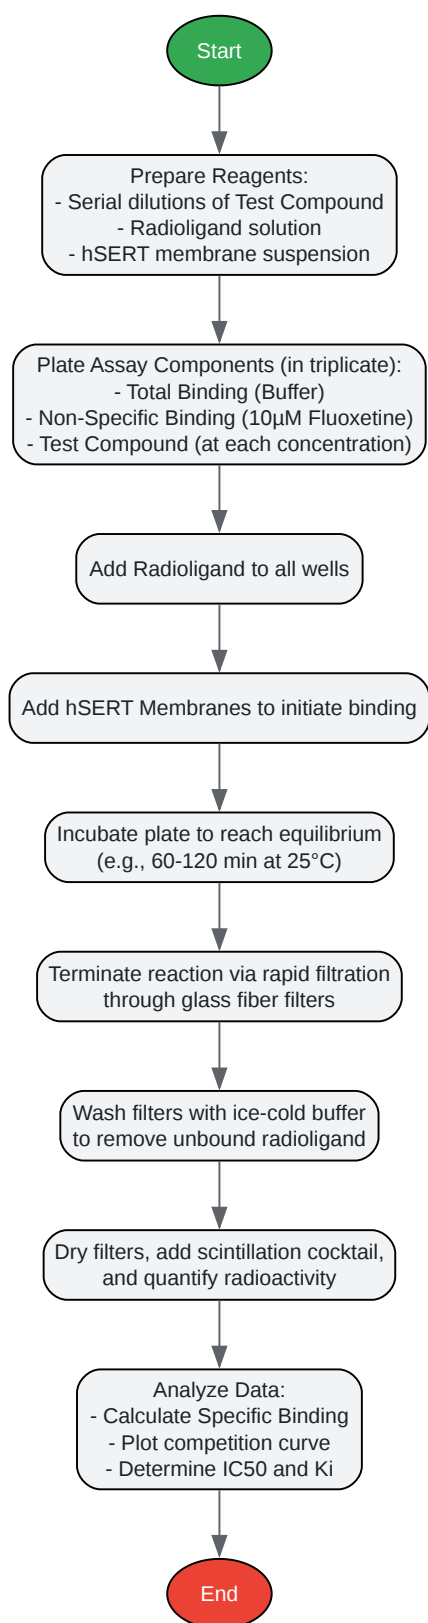 Start
Prepare Reagents:
- Serial dilutions of Test Compound
- Radioligand solution
- hSERT membrane suspension
Plate Assay Components (in triplicate):
- Total Binding (Buffer)
- Non-Specific Binding (10µM Fluoxetine)
- Test Compound (at each concentration)
Add Radioligand to all wells
Add hSERT Membranes to initiate binding
Incubate plate to reach equilibrium
(e.g., 60-120 min at 25°C)
Terminate reaction via rapid filtration
through glass fiber filters
Wash filters with ice-cold buffer
to remove unbound radioligand
Dry filters, add scintillation cocktail,
and quantify radioactivity
Analyze Data:
- Calculate Specific Binding
- Plot competition curve
- Determine IC50 and Ki
End